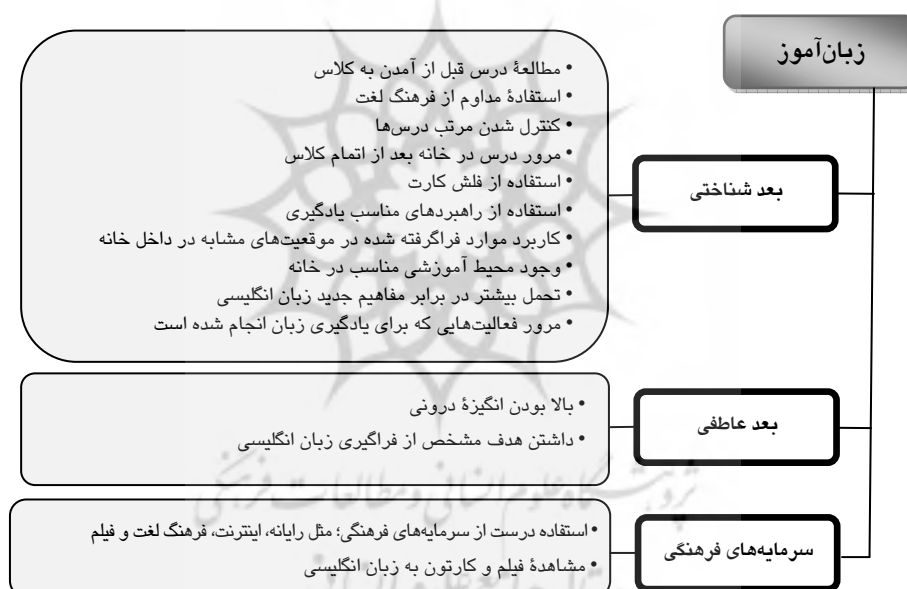 زبان‌آموز
بعد شناختی
• مطالعهٔ درس قبل از آمدن به کلاس
• استفادهٔ مداوم از فرهنگ لغت
• کنترل شدن مرتب درس‌ها
• مرور درس در خانه بعد از اتمام کلاس
• استفاده از فلش کارت
• استفاده از راهبردهای مناسب یادگیری
• کاربرد موارد فراگرفته شده در موقعیت‌های مشابه در داخل خانه
• وجود محیط آموزشی مناسب در خانه
• تحمل بیشتر در برابر مفاهیم جدید زبان انگلیسی
• مرور فعالیت‌هایی که برای یادگیری زبان انجام شده است
بعد عاطفی
• بالا بودن انگیزهٔ درونی
• داشتن هدف مشخص از فراگیری زبان انگلیسی
پژوهشگاه علوم انسانی و مطالعات فرهنگی
سرمایه‌های فرهنگی
• استفاده درست از سرمایه‌های فرهنگی؛ مثل رایانه، اینترنت، فرهنگ لغت و فیلم
• مشاهدهٔ فیلم و کارتون به زبان انگلیسی